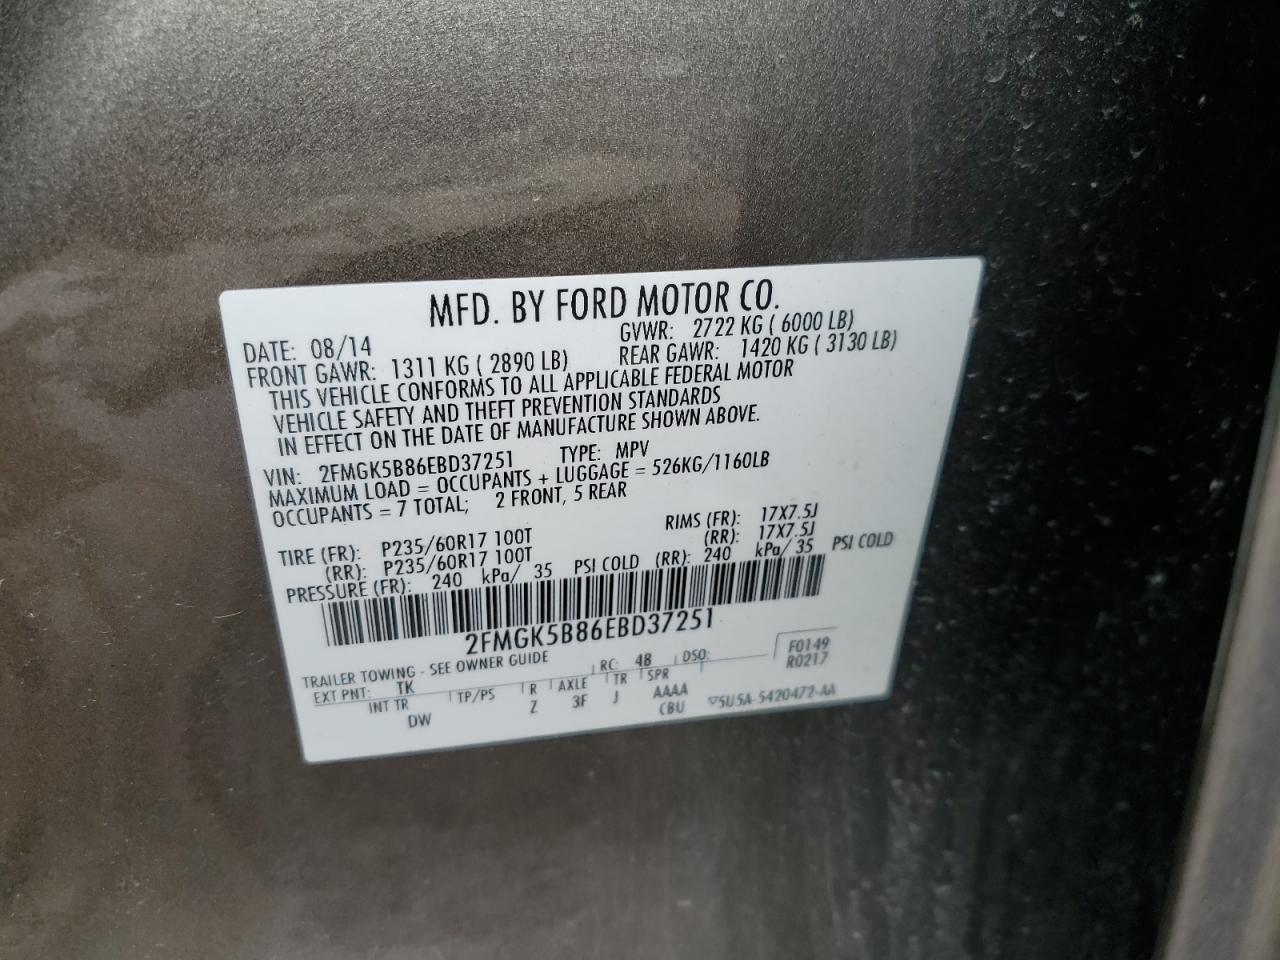 MFD. BY FORD MOTOR CO.
DATE: 08/14 GVWR: 2722 KG ( 6000 LB)
FRONT GAWR: 1311 KG ( 2890 LB) REAR GAWR: 1420 KG ( 3130 LB)
THIS VEHICLE CONFORMS TO ALL APPLICABLE FEDERAL MOTOR
VEHICLE SAFETY AND THEFT PREVENTION STANDARDS
IN EFFECT ON THE DATE OF MANUFACTURE SHOWN ABOVE.
VIN: 2FMGK5B86EBD37251 TYPE: MPV
MAXIMUM LOAD = OCCUPANTS + LUGGAGE = 526KG/1160LB
OCCUPANTS = 7 TOTAL; 2 FRONT, 5 REAR
TIRE (FR): P235/60R17 100T RIMS (FR): 17X7.5J
(RR): P235/60R17 100T (RR): 17X7.5J
PRESSURE (FR): 240 kPa/ 35 PSI COLD (RR): 240 kPa/ 35 PSI COLD
2FMGK5B86EBD37251
F0149
R0217
TRAILER TOWING - SEE OWNER GUIDE RC: 48 DSO:
EXT PNT: TK
INT TR TP/PS R AXLE TR SPR
DW Z 3F J AAAA
CBU
▽5U5A-5420472-AA